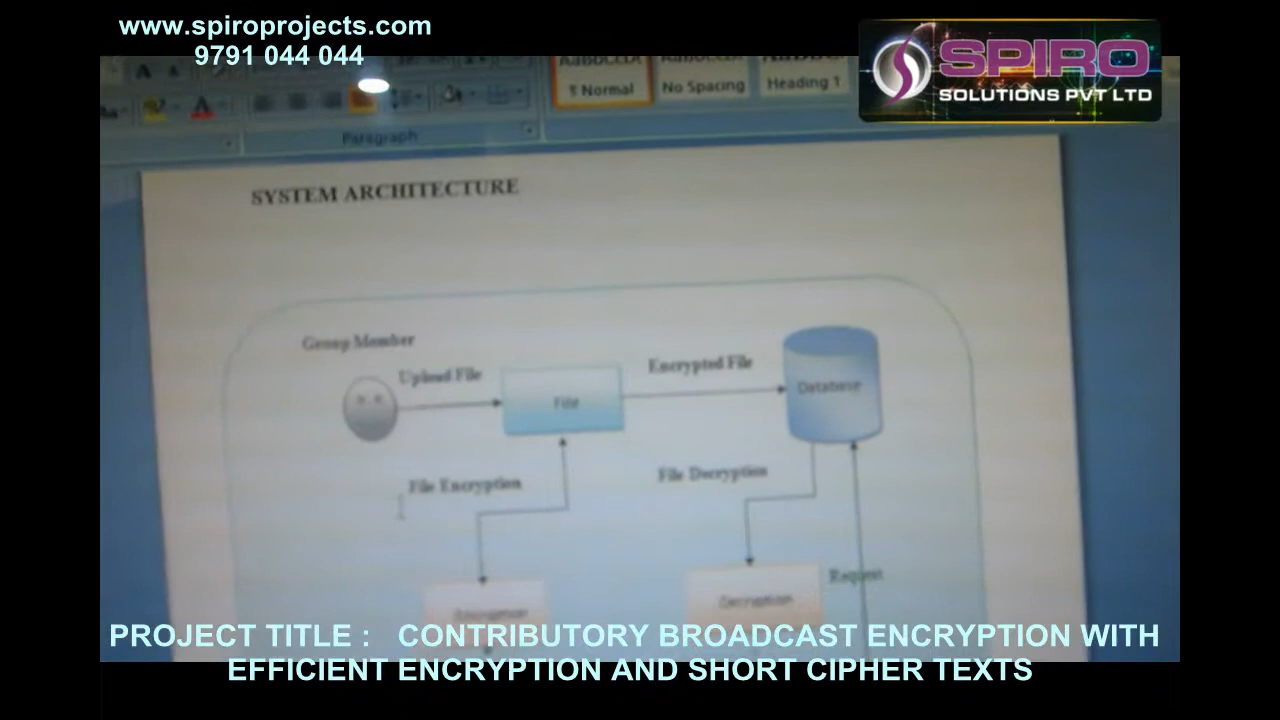 www.spiroprojects.com
9791 044 044
SPIRO
SOLUTIONS PVT LTD
¶ Normal
No Spacing
Heading 1
Paragraph
SYSTEM ARCHITECTURE
Group Member
Upload File
Encrypted File
File
Database
File Encryption
File Decryption
Request
Encryption
Decryption
PROJECT TITLE : CONTRIBUTORY BROADCAST ENCRYPTION WITH
EFFICIENT ENCRYPTION AND SHORT CIPHER TEXTS